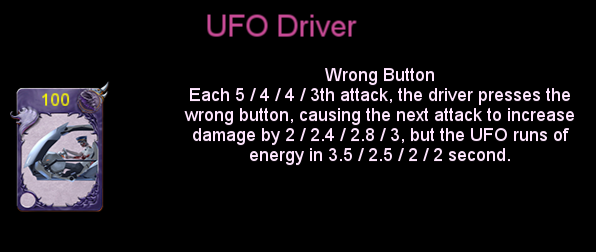 UFO Driver
100
Wrong Button
Each 5 / 4 / 4 / 3th attack, the driver presses the
wrong button, causing the next attack to increase
damage by 2 / 2.4 / 2.8 / 3, but the UFO runs of
energy in 3.5 / 2.5 / 2 / 2 second.